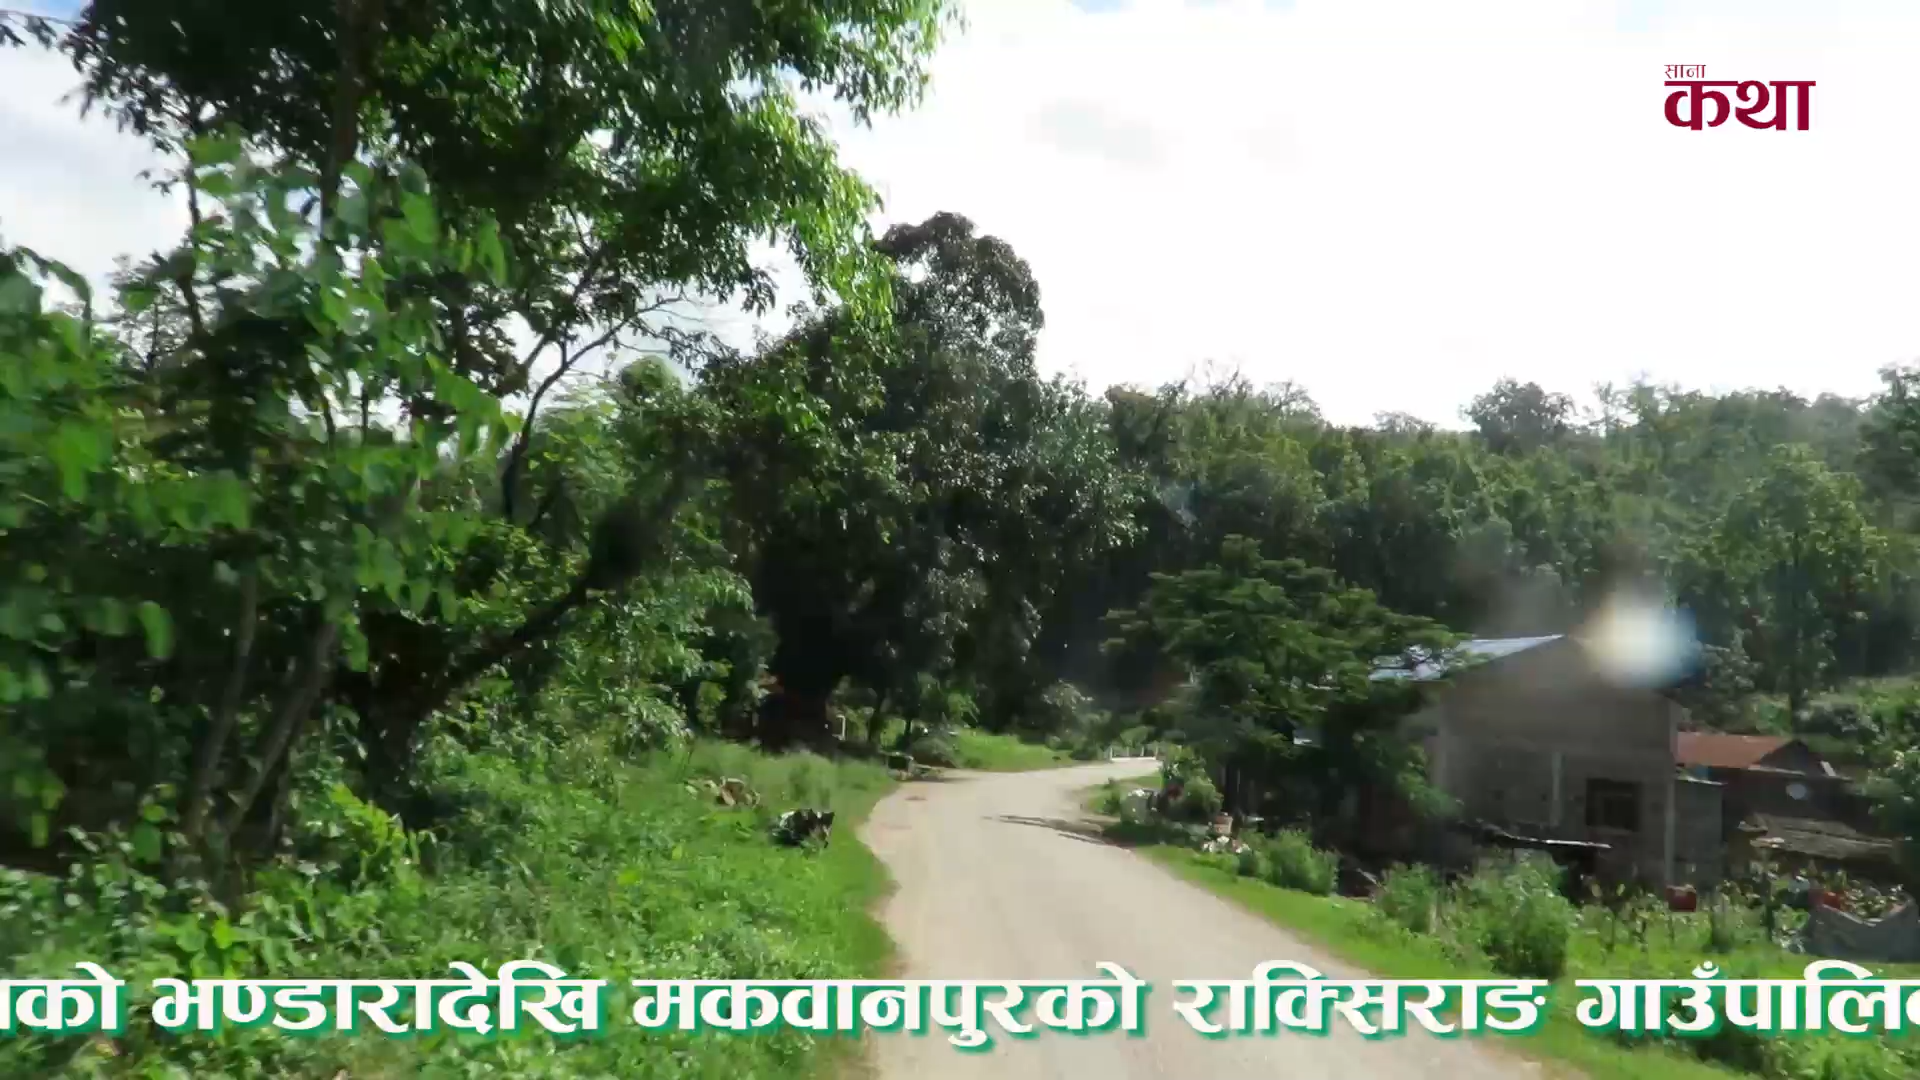 साना
कथा
को भण्डारादेखि मकवानपुरको राक्सिराङ गाउँपालि